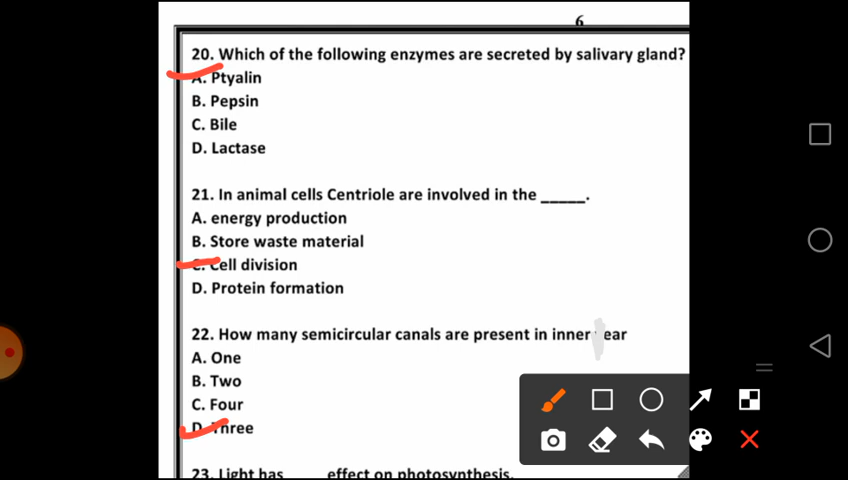 6
20. Which of the following enzymes are secreted by salivary gland?
A. Ptyalin
B. Pepsin
C. Bile
D. Lactase
21. In animal cells Centriole are involved in the _____.
A. energy production
B. Store waste material
C. Cell division
D. Protein formation
22. How many semicircular canals are present in inner ear
A. One
B. Two
C. Four
D. Three
23. Light has ____ effect on photosynthesis.